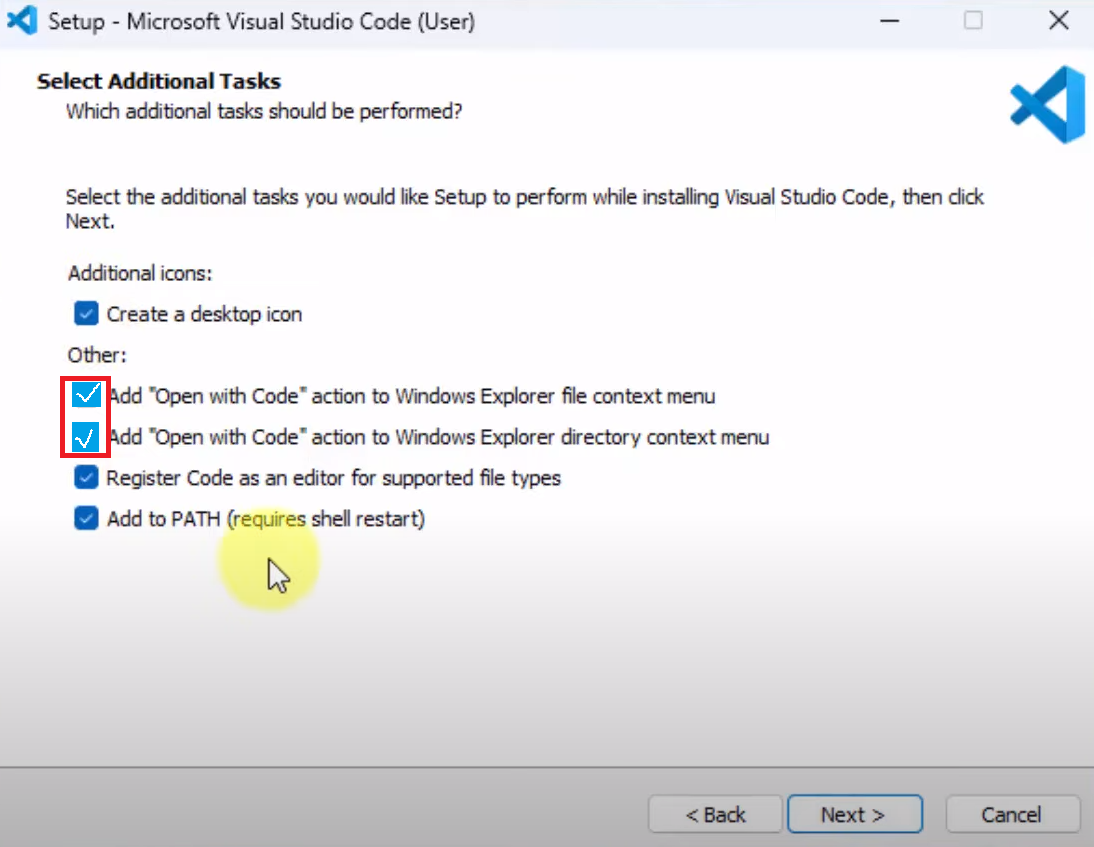 Setup - Microsoft Visual Studio Code (User)
Select Additional Tasks
Which additional tasks should be performed?
Select the additional tasks you would like Setup to perform while installing Visual Studio Code, then click
Next.
Additional icons:
Create a desktop icon
Other:
Add "Open with Code" action to Windows Explorer file context menu
Add "Open with Code" action to Windows Explorer directory context menu
Register Code as an editor for supported file types
Add to PATH (requires shell restart)
< Back
Next >
Cancel